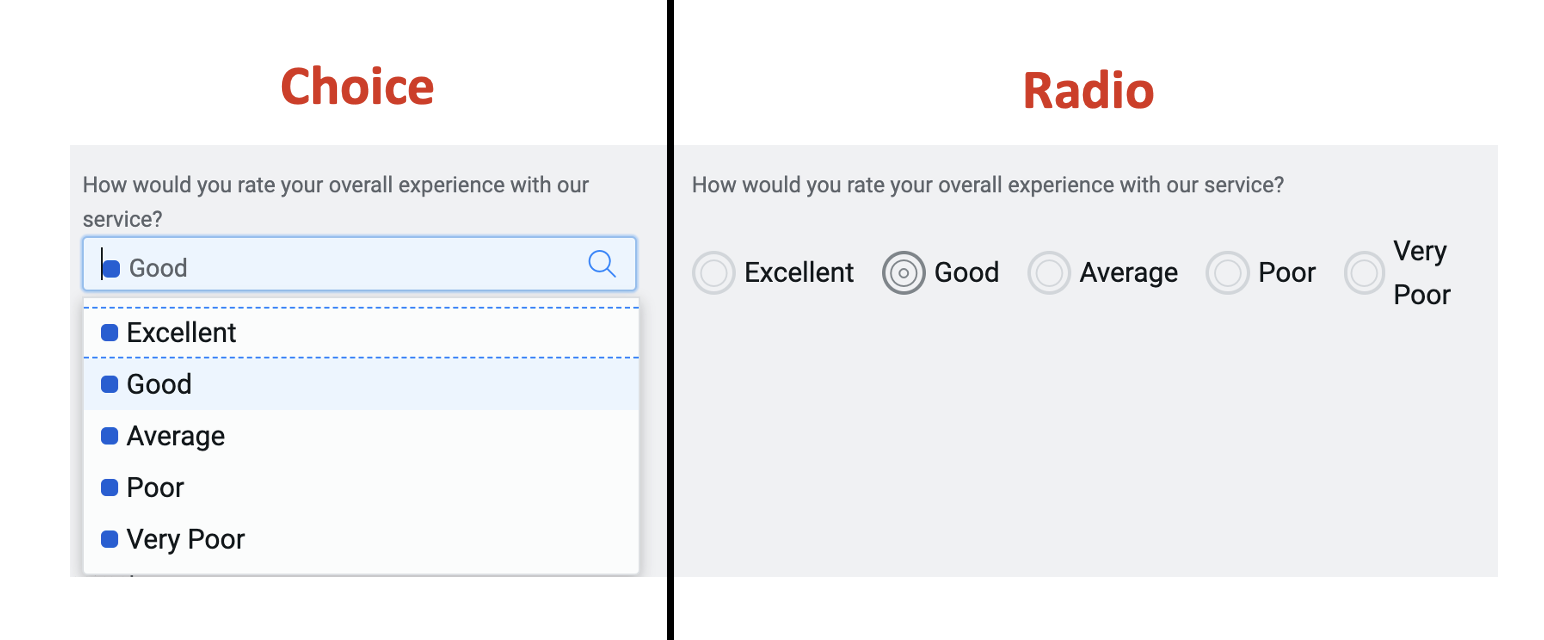 Choice
How would you rate your overall experience with our
service?
Good
Excellent
Good
Average
Poor
Very Poor
Radio
How would you rate your overall experience with our service?
Excellent Good Average Poor Very
Poor